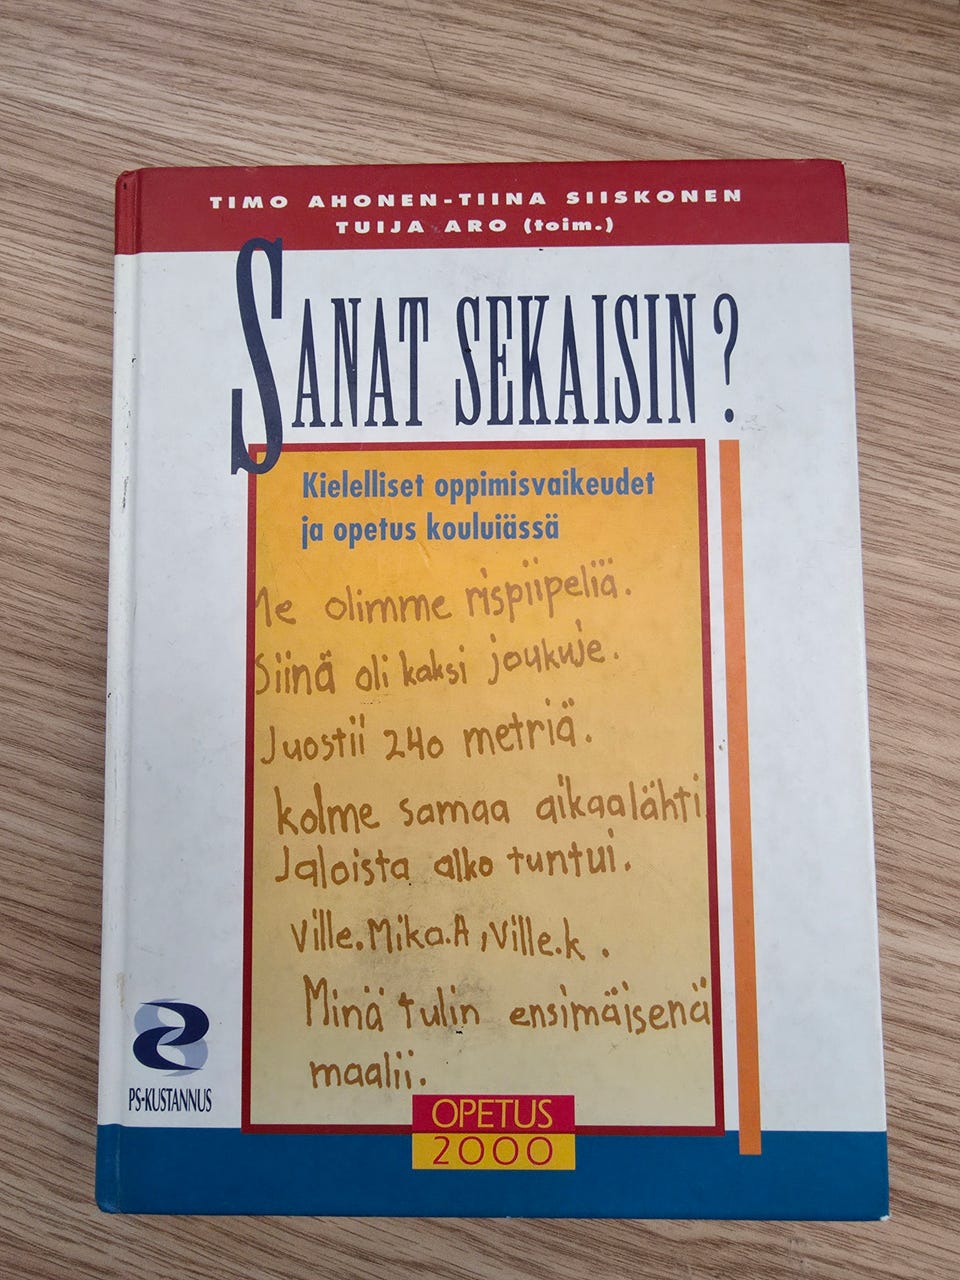 TIMO AHONEN-TIINA SIISKONEN
TUIJA ARO (toim.)
SANAT SEKAISIN?
Kielelliset oppimisvaikeudet
ja opetus kouluiässä
Me olimme rispiipeliä.
Siinä oli kaksi joukuje.
Juostii 240 metriä.
kolme samaa aikaalähti
Jaloista alko tuntui.
Ville.Mika.A,Ville.k.
Minä tulin ensimäisenä
maalii.
PS-KUSTANNUS
OPETUS
2000